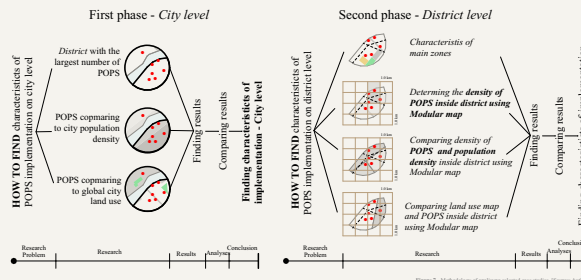 First phase - City level
HOW TO FIND characteristcs of
POPS implementation on city level
District with the
largest number of
POPS
POPS copmaring
to city population
density
POPS copmaring
to global city
land use
Finding results
Comparing results
Finding characteristics of
implementation - City level
Research
Problem
Research
Results
Analyses
Conclusion
Second phase - District level
HOW TO FIND characteristcs of
POPS implementation on district level
Characteristis of
main zones
Determing the density of
POPS inside district using
Modular map
Comparing density of
POPS and population
density inside district using
Modular map
Comparing land use map
and POPS inside district
using Modular map
Finding results
Comparing results
Research
Problem
Research
Results
Analyses
Conclusion